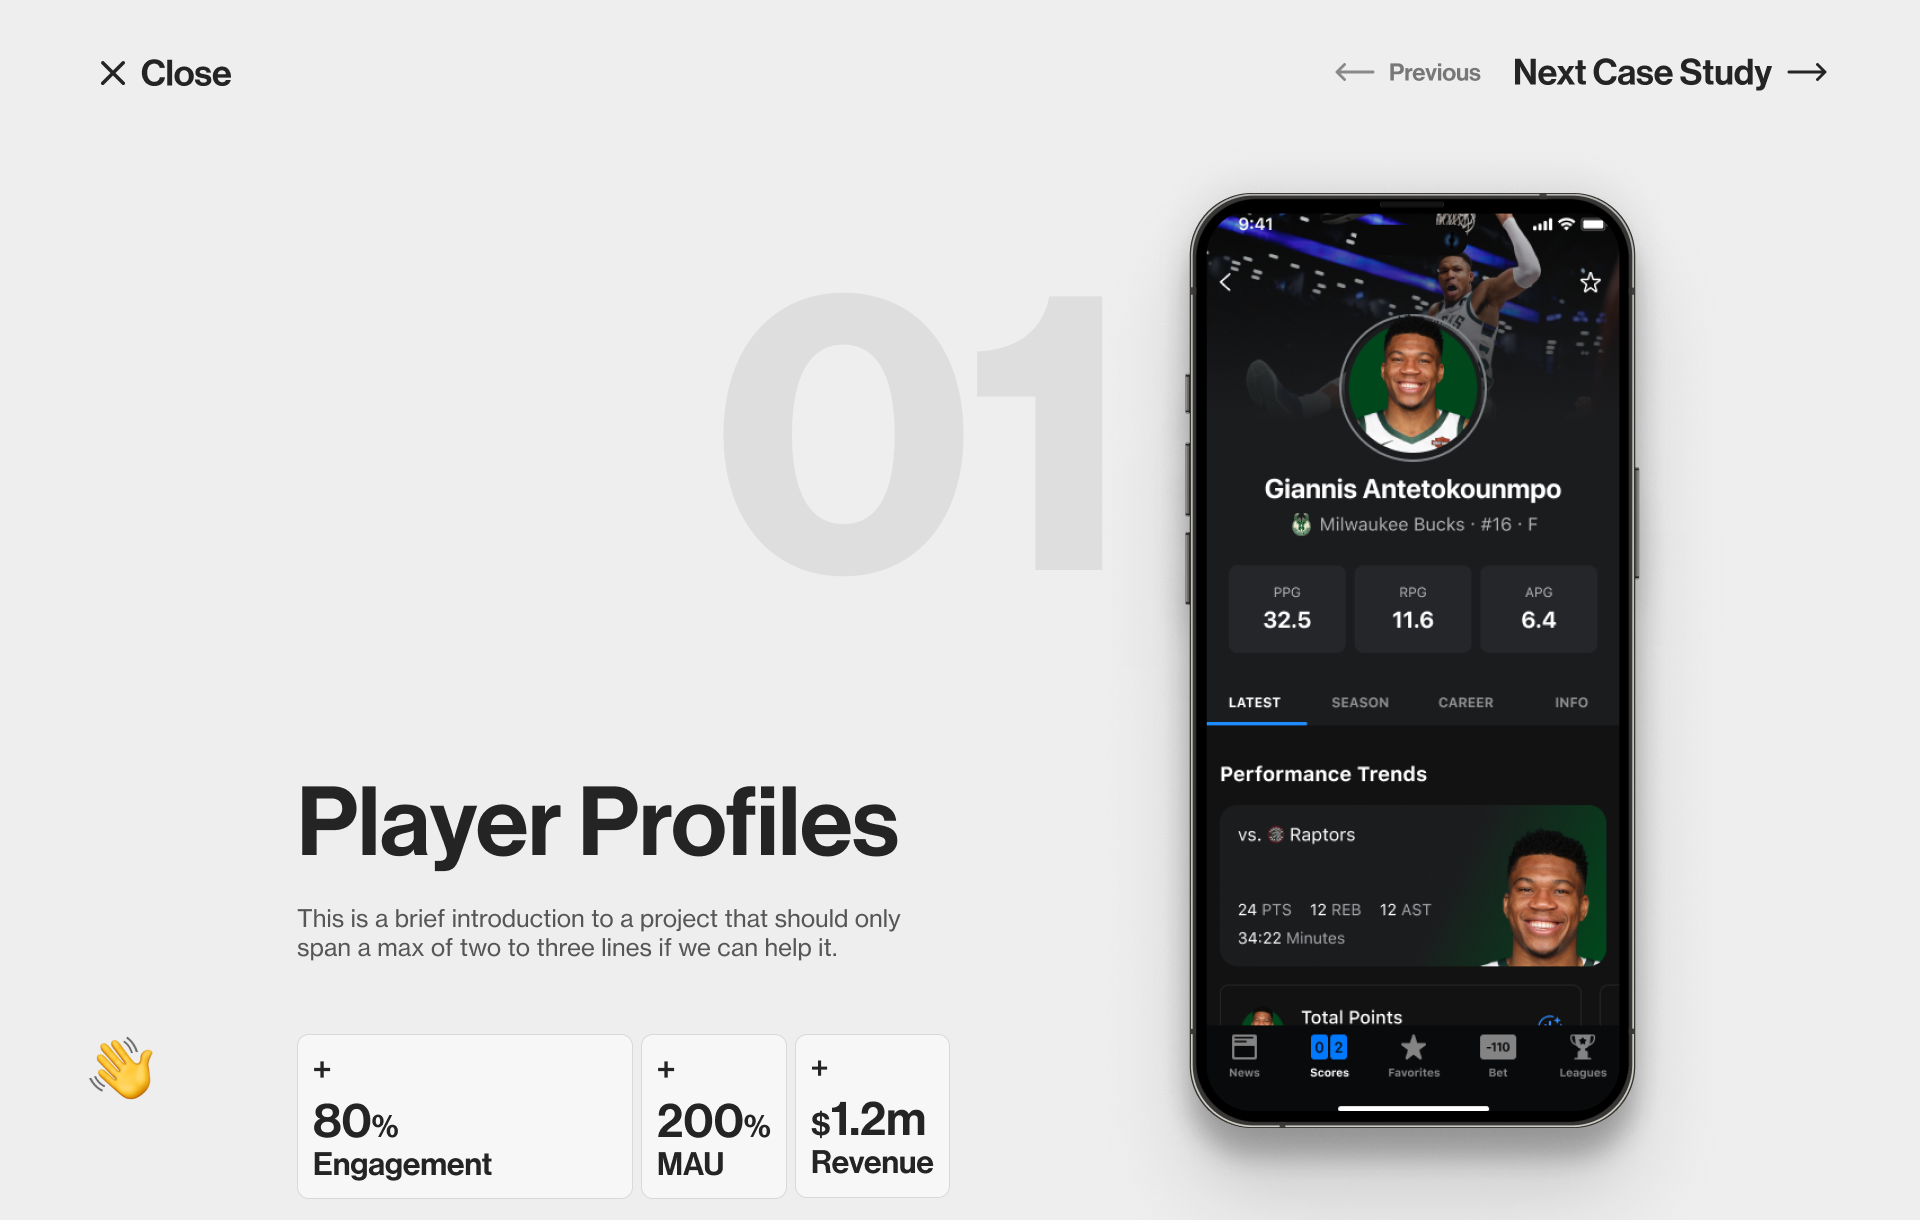 Close
Previous
Next Case Study
01
9:41
Giannis Antetokounmpo
Milwaukee Bucks · #16 · F
PPG
32.5
RPG
11.6
APG
6.4
LATEST
SEASON
CAREER
INFO
Performance Trends
vs. Raptors
24 PTS 12 REB 12 AST
34:22 Minutes
Total Points
0 2
-110
News
Scores
Favorites
Bet
Leagues
Player Profiles
This is a brief introduction to a project that should only
span a max of two to three lines if we can help it.
+
80%
Engagement
+
200%
MAU
+
$1.2m
Revenue